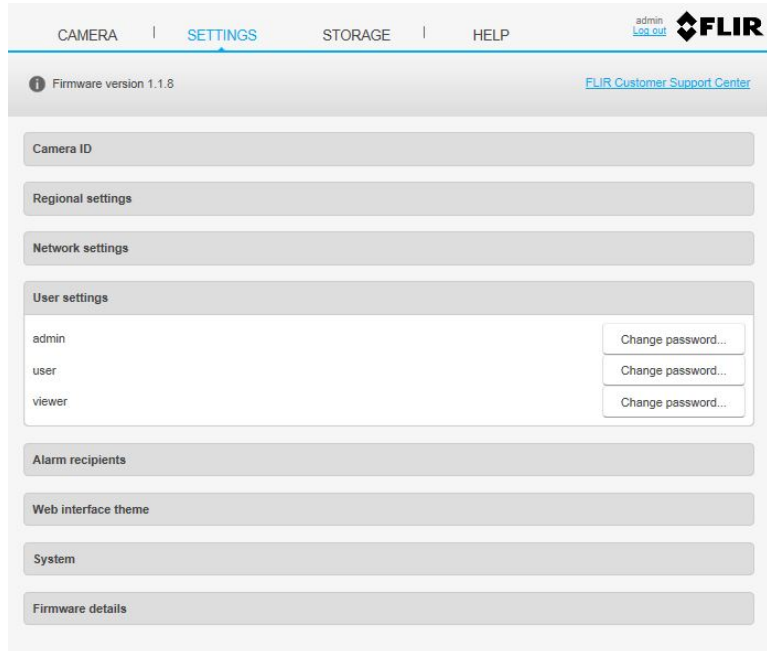 CAMERA | SETTINGS STORAGE | HELP admin Log out FLIR
Firmware version 1.1.8 FLIR Customer Support Center
Camera ID
Regional settings
Network settings
User settings
admin Change password...
user Change password...
viewer Change password...
Alarm recipients
Web interface theme
System
Firmware details